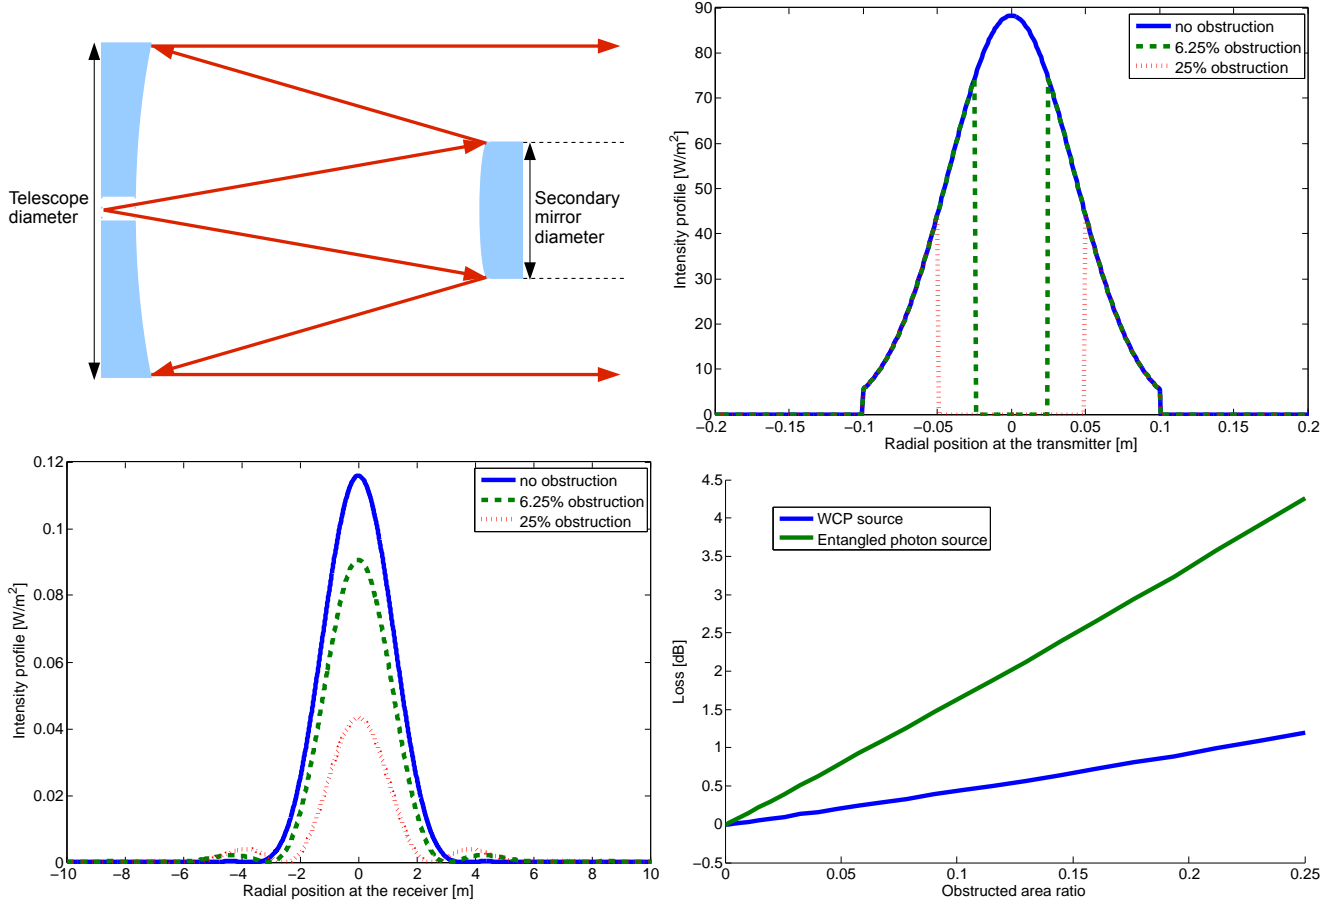 Telescope
diameter
Secondary
mirror
diameter
no obstruction
6.25% obstruction
25% obstruction
Intensity profile [W/m²]
90
80
70
60
50
40
30
20
10
0
−0.2 −0.15 −0.1 −0.05 0 0.05 0.1 0.15 0.2
Radial position at the transmitter [m]
no obstruction
6.25% obstruction
25% obstruction
Intensity profile [W/m²]
0.12
0.1
0.08
0.06
0.04
0.02
0
−10 −8 −6 −4 −2 0 2 4 6 8 10
Radial position at the receiver [m]
WCP source
Entangled photon source
Loss [dB]
4.5
4
3.5
3
2.5
2
1.5
1
0.5
0
−0.5
0 0.05 0.1 0.15 0.2 0.25
Obstructed area ratio